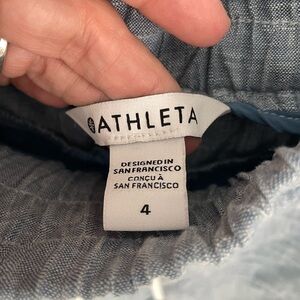 ATHLETA
DESIGNED IN
SAN FRANCISCO
CONÇU À
SAN FRANCISCO
4